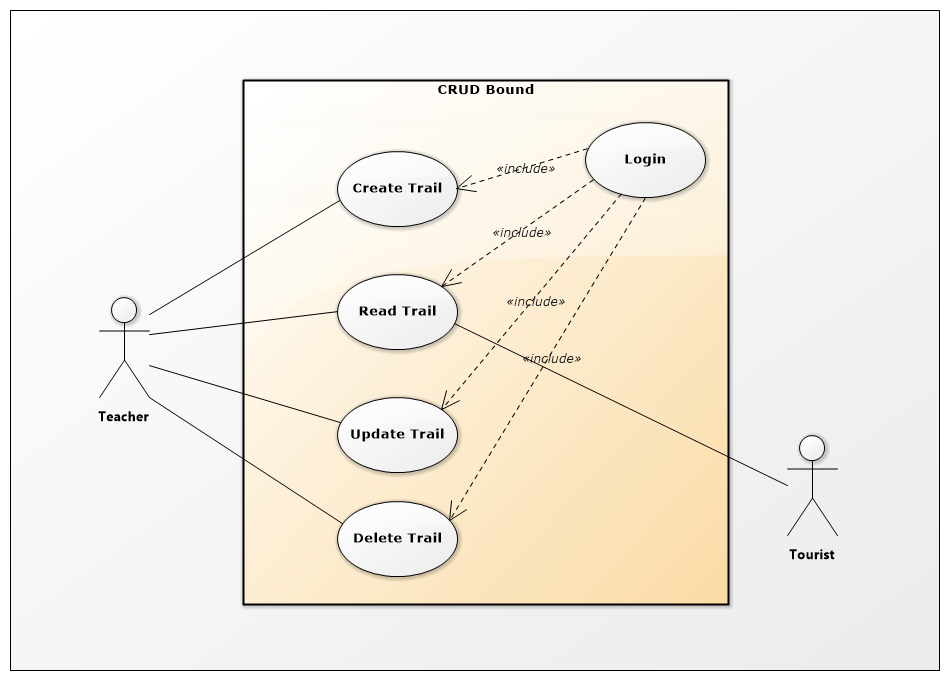 CRUD Bound
Login
«include»
Create Trail
«include»
«include»
Read Trail
«include»
Teacher
Update Trail
Delete Trail
Tourist